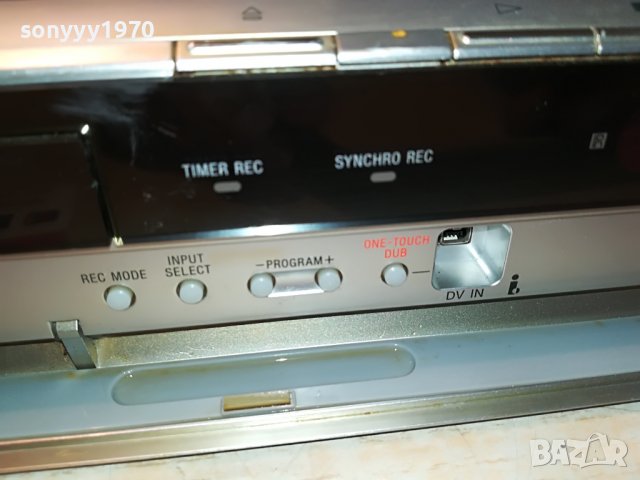 sonyyy1970
TIMER REC
SYNCHRO REC
REC MODE
INPUT
SELECT
- PROGRAM +
ONE-TOUCH
DUB
DV IN
BAZAR